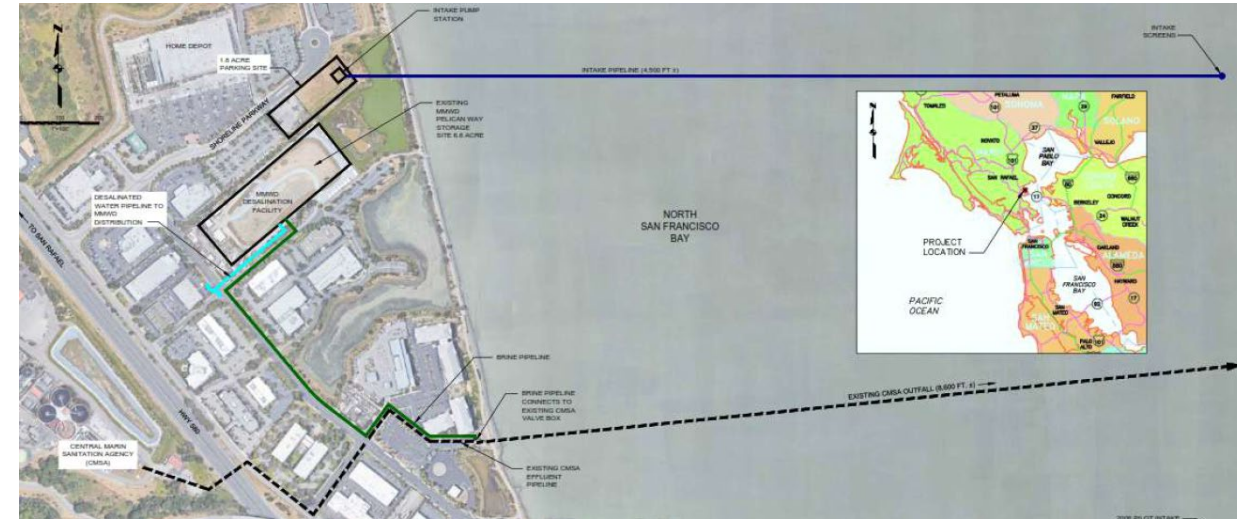 INTAKE PUMP
STATION
INTAKE
SCREENS
HOME DEPOT
1.6 ACRE
PARKING SITE
INTAKE PIPELINE (4,500 FT ±)
SHORELINE PARKWAY
EXISTING
MMWD
PELICAN WAY
STORAGE
SITE 6.6 ACRE
MMWD
DESALINATION
FACILITY
DESALINATED
WATER PIPELINE TO
MMWD
DISTRIBUTION
TO SAN RAFAEL
NORTH
SAN FRANCISCO
BAY
TOMALES
PETALUMA
SONOMA
NAPA
FAIRFIELD
SOLANO
NOVATO
VALLEJO
SAN
PABLO
BAY
SAN RAFAEL
CONCORD
BERKELEY
WALNUT
CREEK
PROJECT
LOCATION
SAN
FRANCISCO
OAKLAND
ALAMEDA
SAN
FRANCISCO
BAY
HAYWARD
PACIFIC
OCEAN
SAN
MATEO
SAN
MATEO
PALO
ALTO
BRINE PIPELINE
BRINE PIPELINE
CONNECTS TO
EXISTING CMSA
VALVE BOX
EXISTING CMSA OUTFALL (8,600 FT. ±)
HWY 580
CENTRAL MARIN
SANITATION AGENCY
(CMSA)
EXISTING CMSA
EFFLUENT
PIPELINE